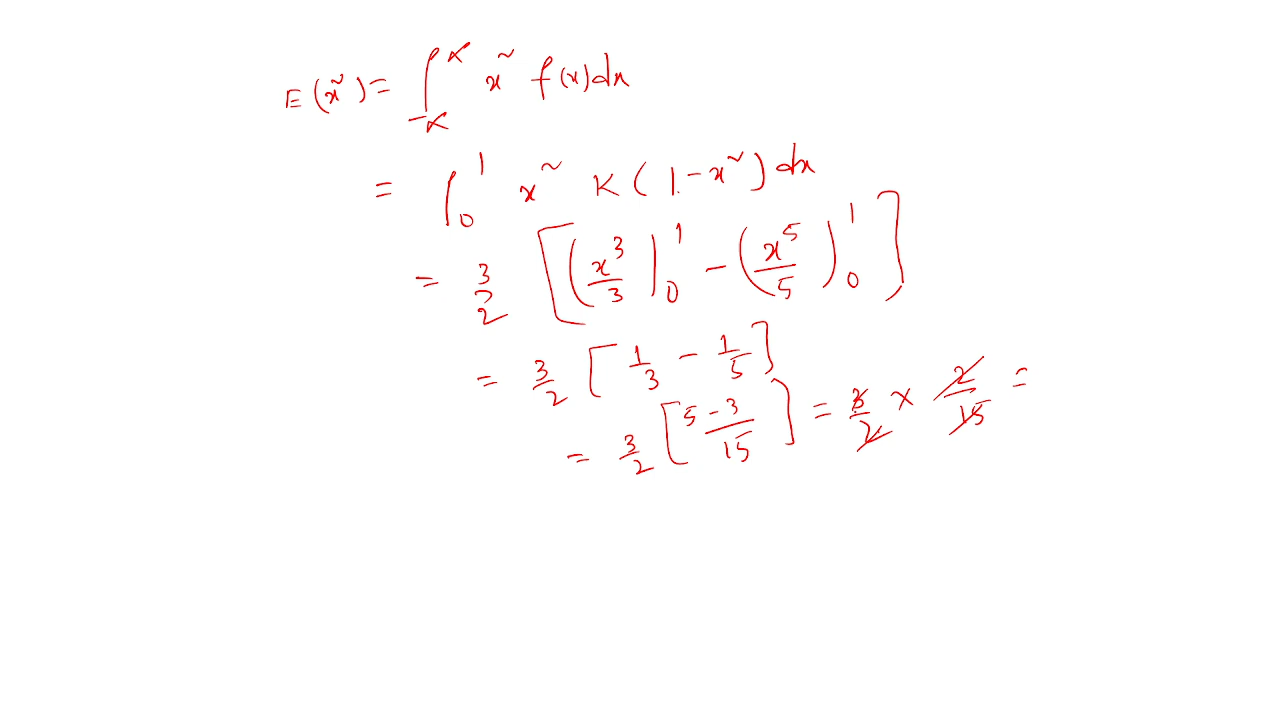 E(x²) = ∫_{-∞}^{∞} x² f(x)dx
= ∫_0^1 x² K(1-x²)dx
= 3/2 [(x³/3)_0^1 - (x⁵/5)_0^1]
= 3/2 [1/3 - 1/5]
= 3/2 [5-3/15] = 3/2 × 2/15 =